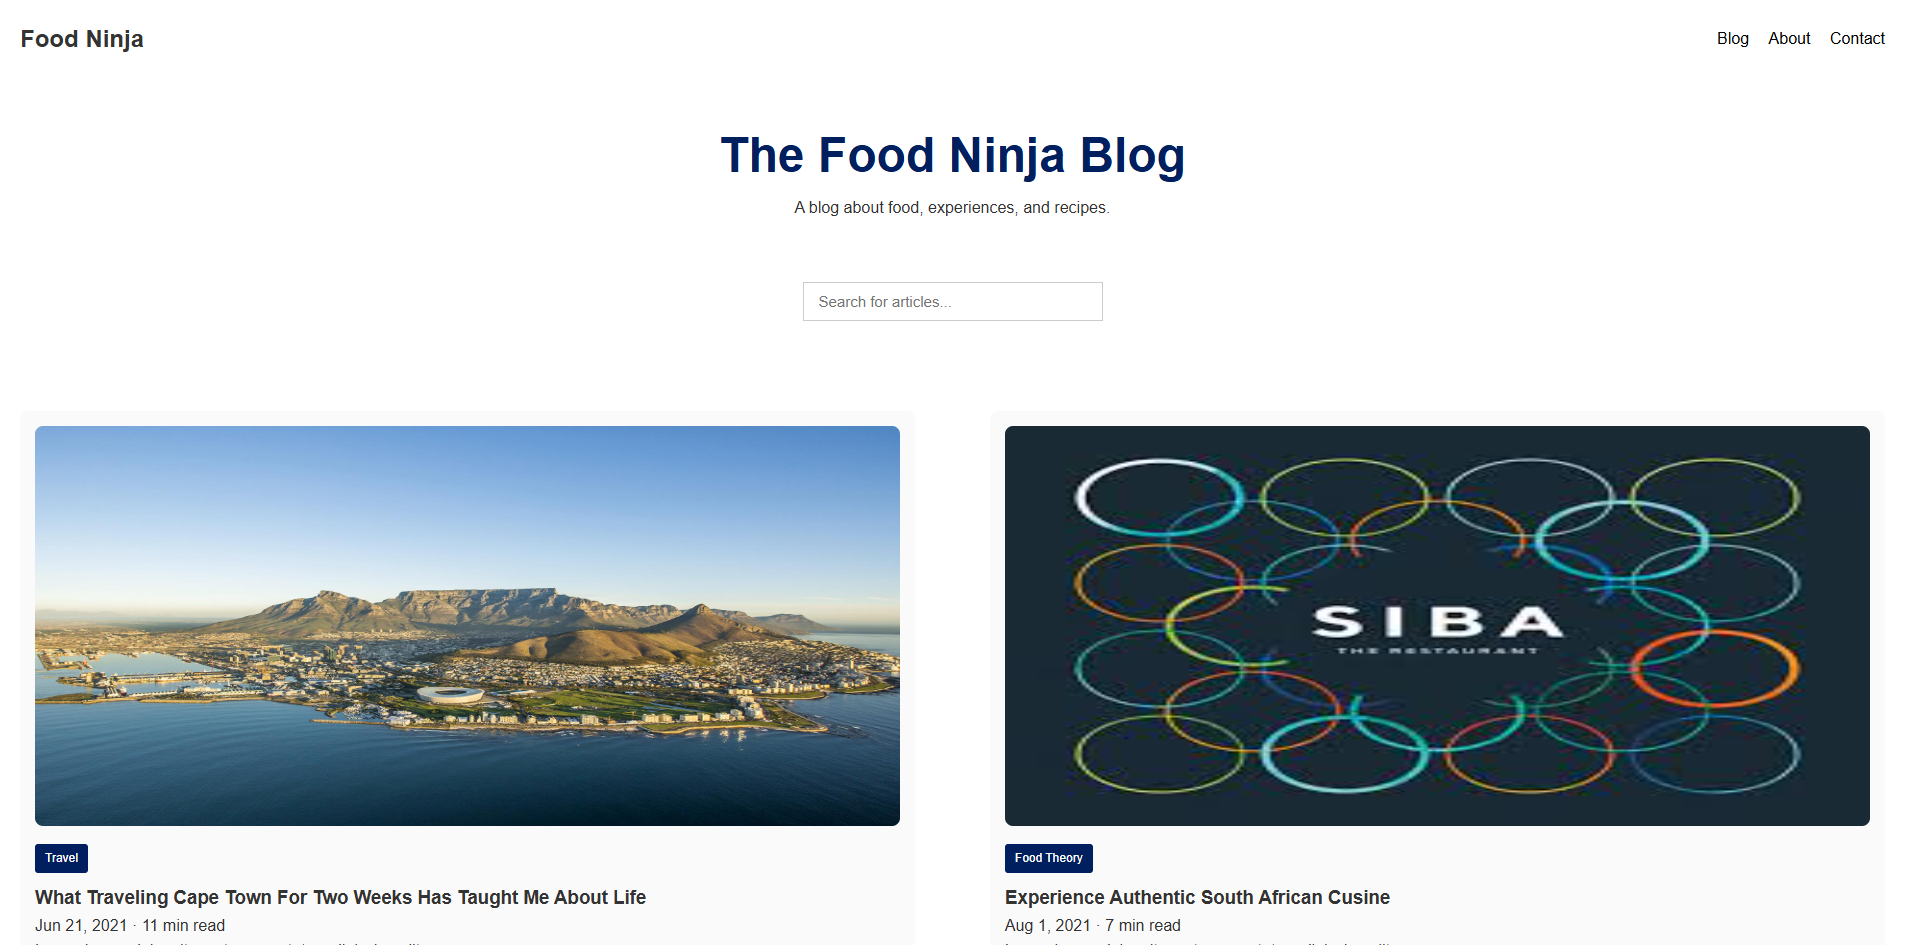 Food Ninja
Blog About Contact
The Food Ninja Blog
A blog about food, experiences, and recipes.
Search for articles...
SIBA
THE RESTAURANT
Travel
What Traveling Cape Town For Two Weeks Has Taught Me About Life
Jun 21, 2021 · 11 min read
Food Theory
Experience Authentic South African Cusine
Aug 1, 2021 · 7 min read